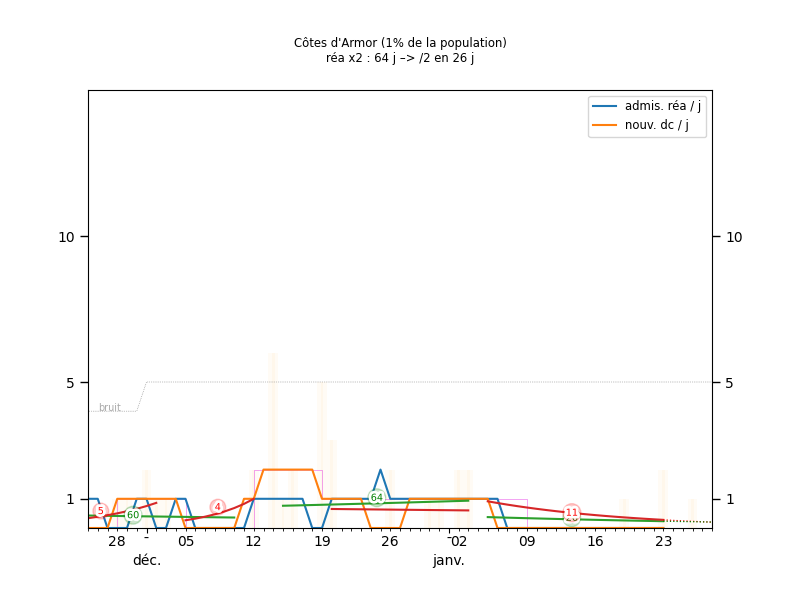 Côtes d'Armor (1% de la population)
réa x2 : 64 j –> /2 en 26 j
admis. réa / j
nouv. dc / j
10 10
5 5
bruit
1 1
5 60 4 64 11
28 - 05 12 19 26 02 09 16 23
déc. janv.